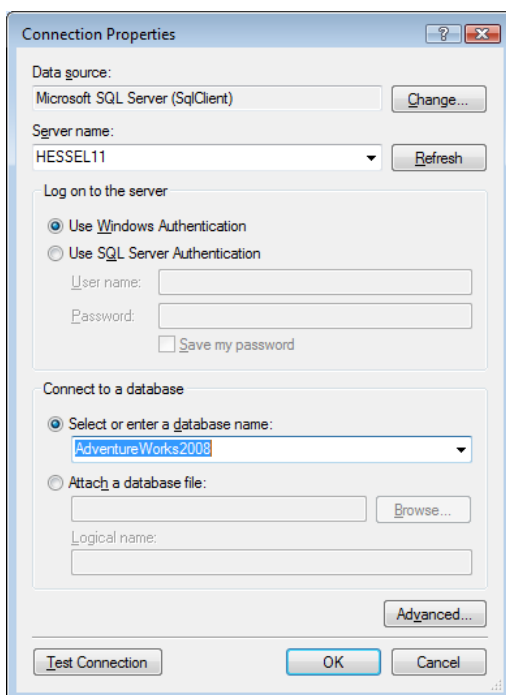 Connection Properties
Data source:
Microsoft SQL Server (SqlClient)
Change...
Server name:
HESSEL11
Refresh
Log on to the server
Use Windows Authentication
Use SQL Server Authentication
User name:
Password:
Save my password
Connect to a database
Select or enter a database name:
AdventureWorks2008
Attach a database file:
Browse...
Logical name:
Advanced...
Test Connection
OK
Cancel